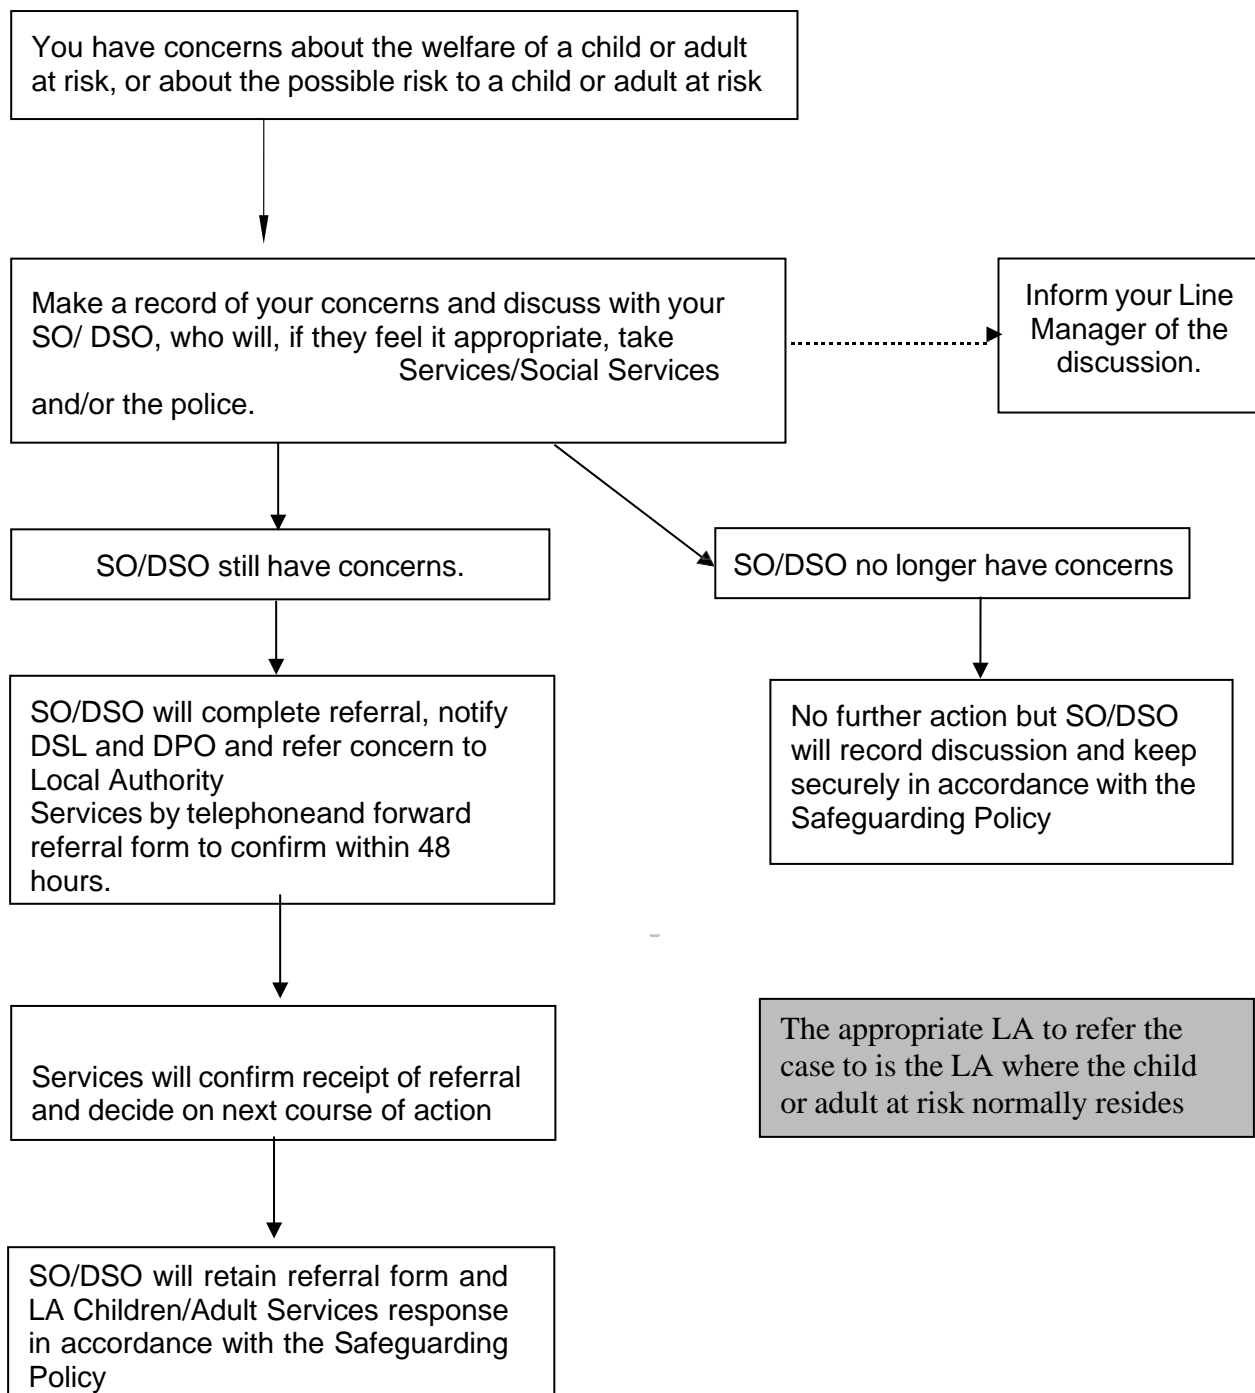 You have concerns about the welfare of a child or adult
at risk, or about the possible risk to a child or adult at risk
Make a record of your concerns and discuss with your
SO/ DSO, who will, if they feel it appropriate, take
Services/Social Services
and/or the police.
Inform your Line
Manager of the
discussion.
SO/DSO still have concerns.
SO/DSO no longer have concerns
SO/DSO will complete referral, notify
DSL and DPO and refer concern to
Local Authority
Services by telephoneand forward
referral form to confirm within 48
hours.
No further action but SO/DSO
will record discussion and keep
securely in accordance with the
Safeguarding Policy
Services will confirm receipt of referral
and decide on next course of action
The appropriate LA to refer the
case to is the LA where the child
or adult at risk normally resides
SO/DSO will retain referral form and
LA Children/Adult Services response
in accordance with the Safeguarding
Policy